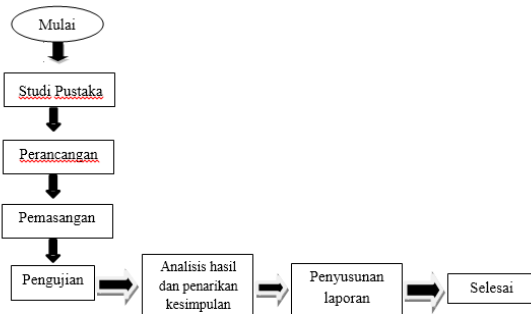 Mulai
Studi Pustaka
Perancangan
Pemasangan
Pengujian
Analisis hasil
dan penarikan
kesimpulan
Penyusunan
laporan
Selesai